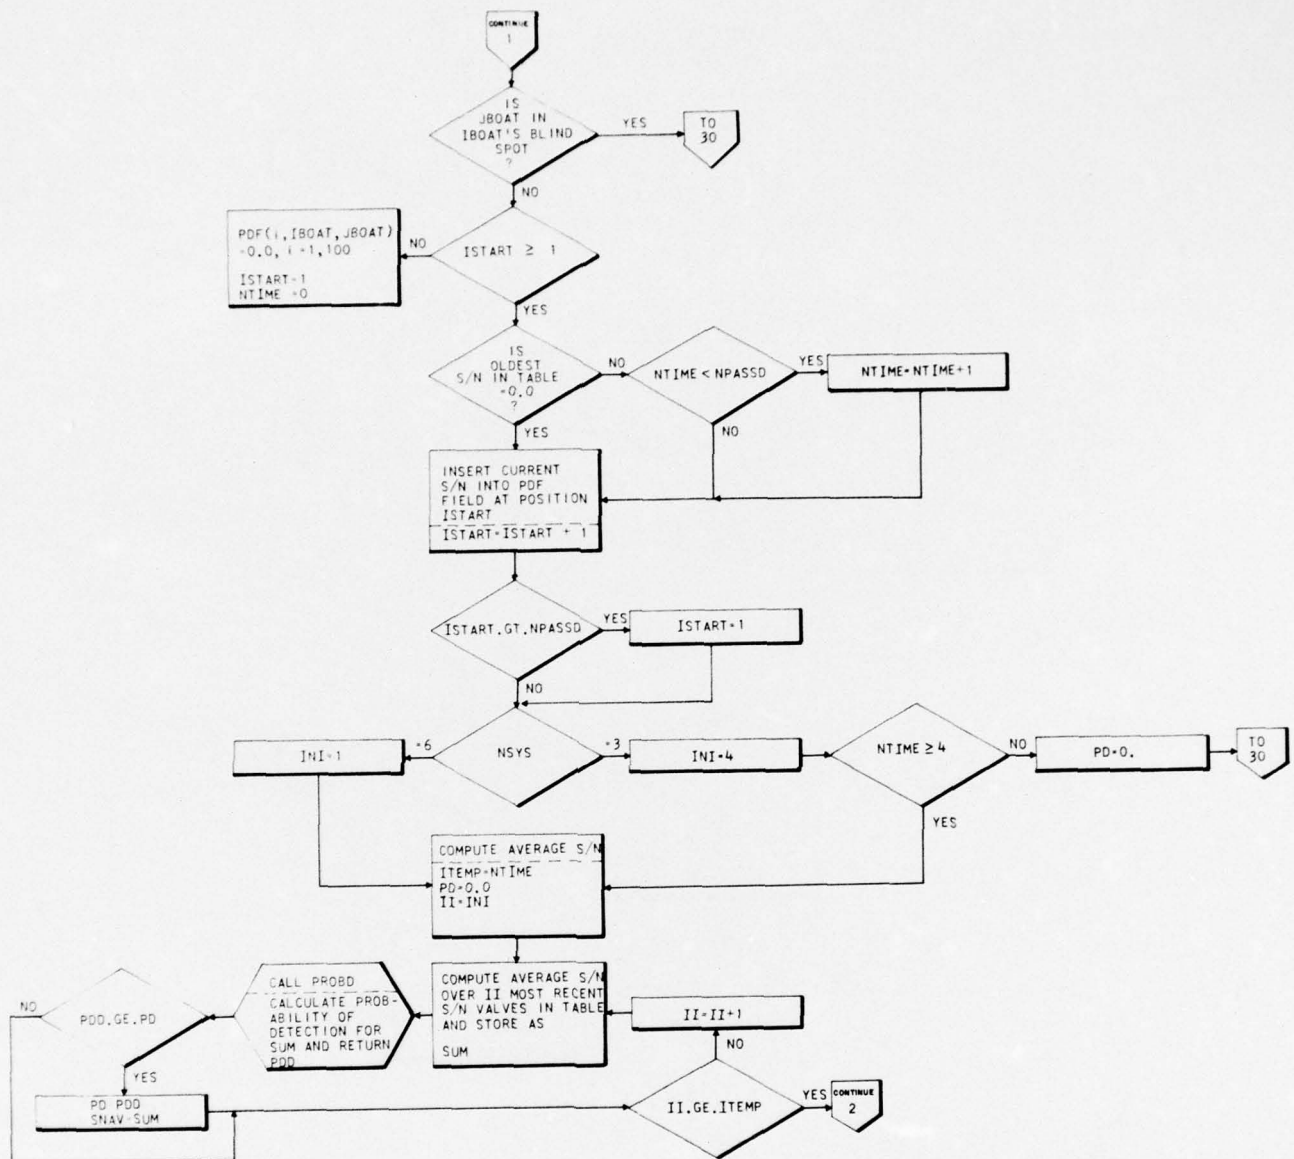 CONTINUE
1
IS
JBOAT IN
IBOAT'S BLIND
SPOT
?
YES
TO
30
NO
PDF(i,IBOAT,JBOAT)
=0.0, i =1,100
ISTART=1
NTIME =0
NO
ISTART ≥ 1
YES
IS
OLDEST
S/N IN TABLE
=0.0
?
NO
NTIME < NPASSD
YES
NTIME=NTIME+1
YES
NO
INSERT CURRENT
S/N INTO PDF
FIELD AT POSITION
ISTART
ISTART=ISTART + 1
ISTART.GT.NPASSD
YES
ISTART=1
NO
INI=1
=6
NSYS
=3
INI=4
NTIME ≥ 4
NO
PD=0.
TO
30
YES
COMPUTE AVERAGE S/N
ITEMP=NTIME
PD=0.0
II=INI
NO
PDD.GE.PD
CALL PROBD
CALCULATE PROB-
ABILITY OF
DETECTION FOR
SUM AND RETURN
PDD
COMPUTE AVERAGE S/N
OVER II MOST RECENT
S/N VALVES IN TABLE
AND STORE AS
SUM
II=II+1
NO
YES
PD PDD
SNAV=SUM
II.GE.ITEMP
YES
CONTINUE
2